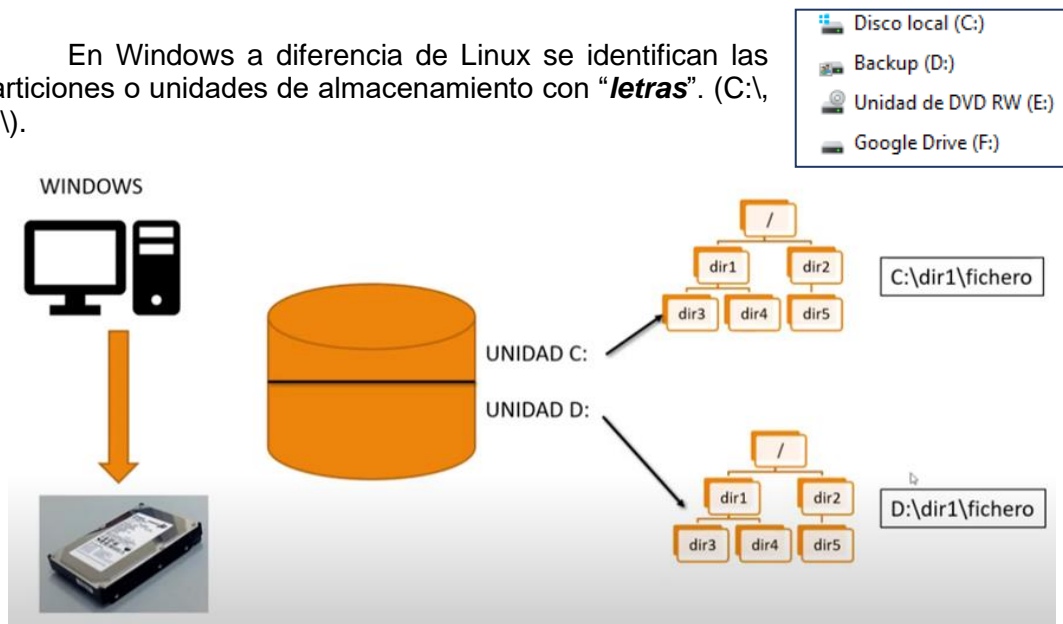 En Windows a diferencia de Linux se identifican las
articiones o unidades de almacenamiento con “letras”. (C:\,
\).
Disco local (C:)
Backup (D:)
Unidad de DVD RW (E:)
Google Drive (F:)
WINDOWS
/
dir1 dir2
dir3 dir4 dir5
C:\dir1\fichero
UNIDAD C:
UNIDAD D:
/
dir1 dir2
dir3 dir4 dir5
D:\dir1\fichero